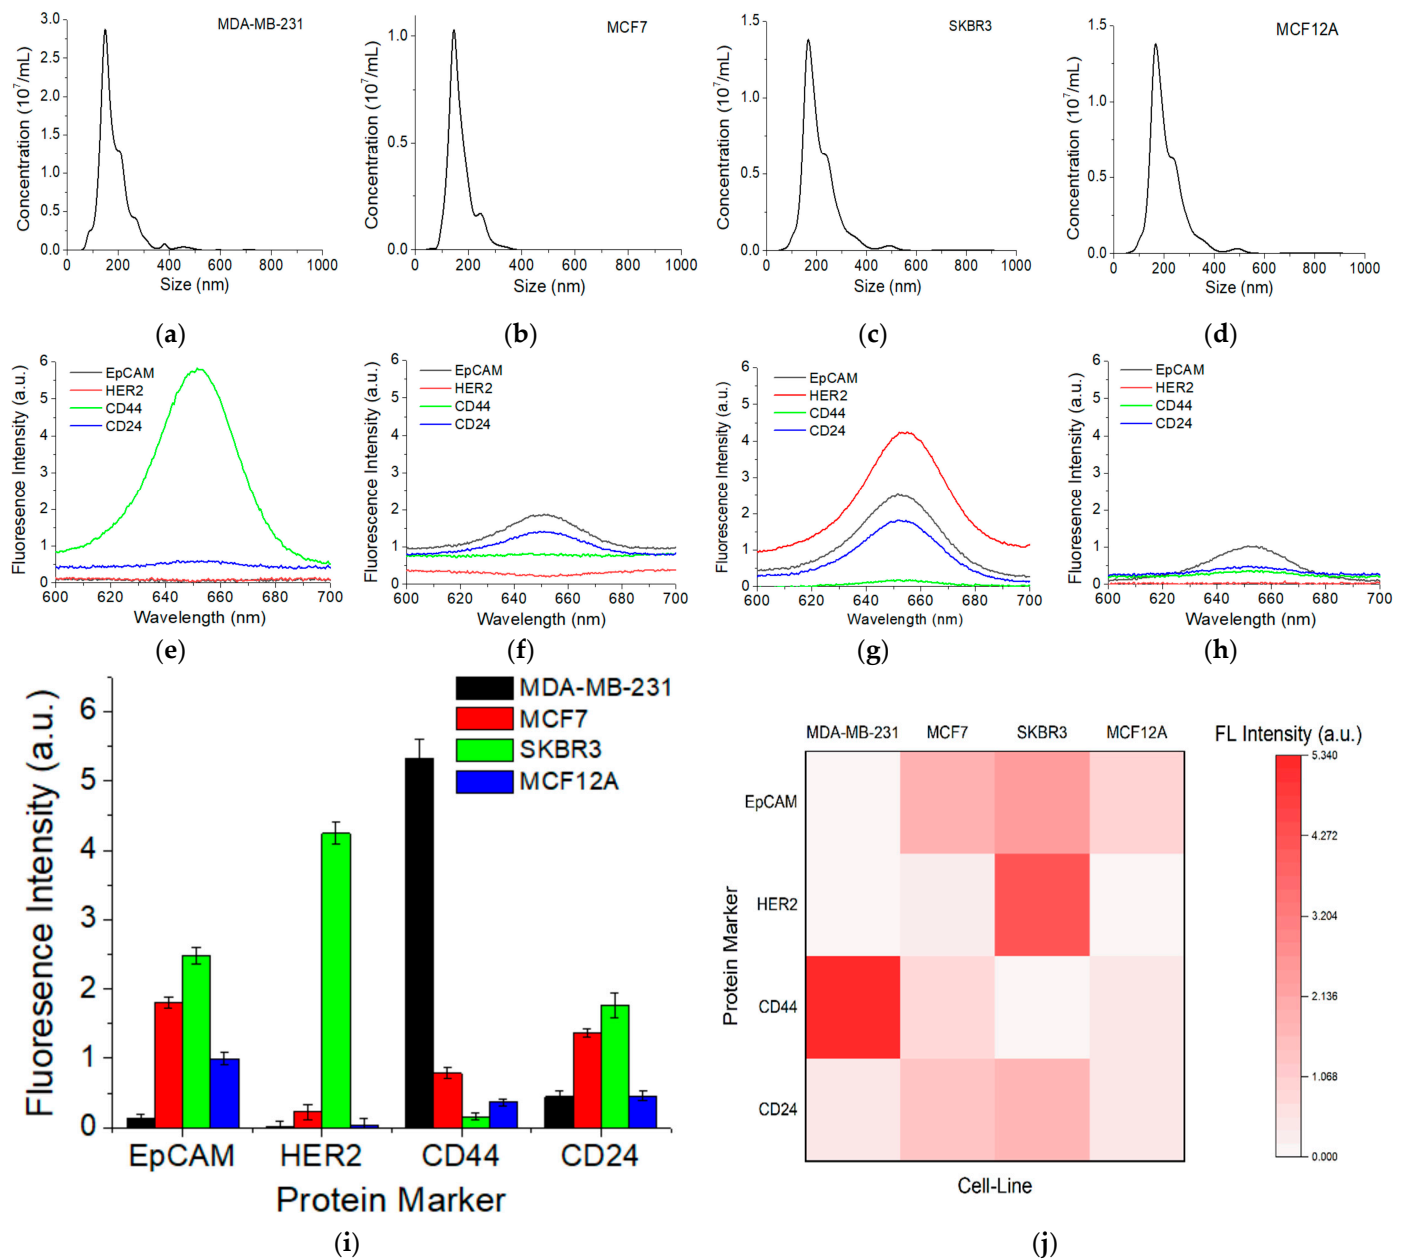 MDA-MB-231
Concentration (10⁷/mL)
3.0
2.5
2.0
1.5
1.0
0.5
0.0
0 200 400 600 800 1000
Size (nm)
(a)
MCF7
Concentration (10⁷/mL)
1.0
0.5
0.0
0 200 400 600 800 1000
Size (nm)
(b)
SKBR3
Concentration (10⁷/mL)
1.5
1.0
0.5
0.0
0 200 400 600 800 1000
Size (nm)
(c)
MCF12A
Concentration (10⁷/mL)
1.5
1.0
0.5
0.0
0 200 400 600 800 1000
Size (nm)
(d)
Fluoresence Intensity (a.u.)
6
5
4
3
2
1
0
EpCAM
HER2
CD44
CD24
600 620 640 660 680 700
Wavelength (nm)
(e)
Fluorescence Intensity (a.u.)
6
5
4
3
2
1
0
EpCAM
HER2
CD44
CD24
600 620 640 660 680 700
Wavelength (nm)
(f)
Fluorescence Intensity (a.u.)
6
5
4
3
2
1
0
EpCAM
HER2
CD44
CD24
600 620 640 660 680 700
Wavelength (nm)
(g)
Fluoresence Intensity (a.u.)
6
5
4
3
2
1
0
EpCAM
HER2
CD44
CD24
600 620 640 660 680 700
Wavelength (nm)
(h)
Fluoresence Intensity (a.u.)
6
5
4
3
2
1
0
MDA-MB-231
MCF7
SKBR3
MCF12A
EpCAM HER2 CD44 CD24
Protein Marker
(i)
MDA-MB-231 MCF7 SKBR3 MCF12A
FL Intensity (a.u.)
Protein Marker
EpCAM
HER2
CD44
CD24
Cell-Line
5.340
4.272
3.204
2.136
1.068
0.000
(j)